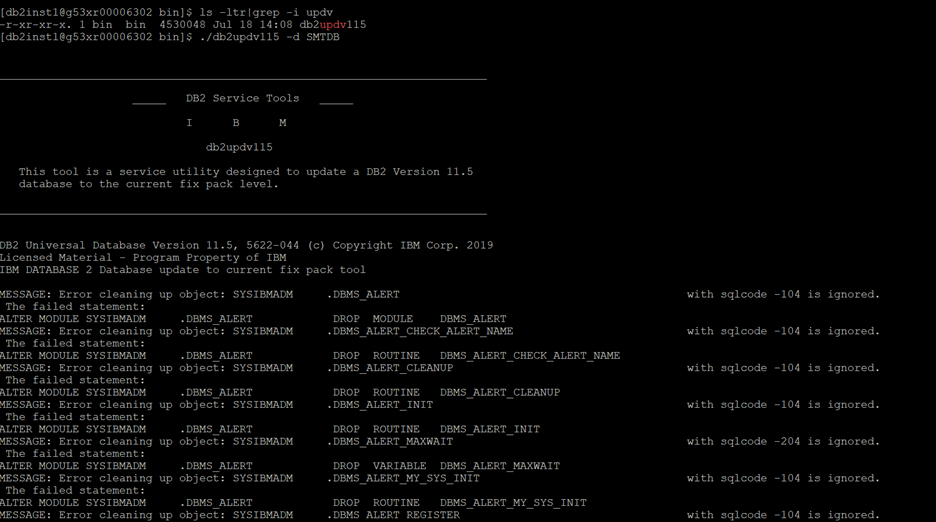 [db2inst1@g53xr00006302 bin]$ ls -ltr|grep -i updv
-r-xr-xr-x. 1 bin  bin  4530048 Jul 18 14:08 db2updv115
[db2inst1@g53xr00006302 bin]$ ./db2updv115 -d SMTDB
_____   DB2 Service Tools   _____
I      B      M
db2updv115
This tool is a service utility designed to update a DB2 Version 11.5
database to the current fix pack level.
DB2 Universal Database Version 11.5, 5622-044 (c) Copyright IBM Corp. 2019
Licensed Material - Program Property of IBM
IBM DATABASE 2 Database update to current fix pack tool
MESSAGE: Error cleaning up object: SYSIBMADM     .DBMS_ALERT     with sqlcode -104 is ignored.
The failed statement:
ALTER MODULE SYSIBMADM     .DBMS_ALERT     DROP  MODULE    DBMS_ALERT
MESSAGE: Error cleaning up object: SYSIBMADM     .DBMS_ALERT_CHECK_ALERT_NAME     with sqlcode -104 is ignored.
The failed statement:
ALTER MODULE SYSIBMADM     .DBMS_ALERT     DROP  ROUTINE   DBMS_ALERT_CHECK_ALERT_NAME
MESSAGE: Error cleaning up object: SYSIBMADM     .DBMS_ALERT_CLEANUP     with sqlcode -104 is ignored.
The failed statement:
ALTER MODULE SYSIBMADM     .DBMS_ALERT     DROP  ROUTINE   DBMS_ALERT_CLEANUP
MESSAGE: Error cleaning up object: SYSIBMADM     .DBMS_ALERT_INIT     with sqlcode -104 is ignored.
The failed statement:
ALTER MODULE SYSIBMADM     .DBMS_ALERT     DROP  ROUTINE   DBMS_ALERT_INIT
MESSAGE: Error cleaning up object: SYSIBMADM     .DBMS_ALERT_MAXWAIT     with sqlcode -204 is ignored.
The failed statement:
ALTER MODULE SYSIBMADM     .DBMS_ALERT     DROP  VARIABLE  DBMS_ALERT_MAXWAIT
MESSAGE: Error cleaning up object: SYSIBMADM     .DBMS_ALERT_MY_SYS_INIT     with sqlcode -104 is ignored.
The failed statement:
ALTER MODULE SYSIBMADM     .DBMS_ALERT     DROP  ROUTINE   DBMS_ALERT_MY_SYS_INIT
MESSAGE: Error cleaning up object: SYSIBMADM     .DBMS_ALERT_REGISTER     with sqlcode -104 is ignored.